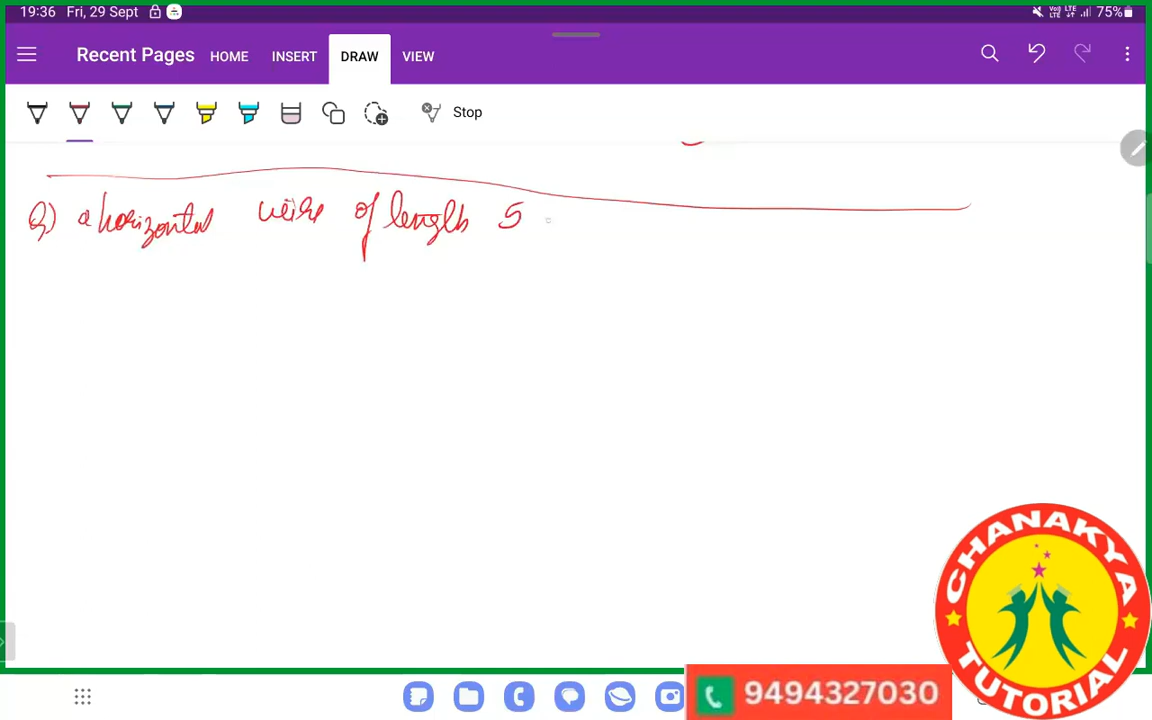 19:36 Fri, 29 Sept
75%
Recent Pages HOME INSERT DRAW VIEW
Stop
Q) a horizontal wire of length 5
CHANAKYA
TUTORIAL
9494327030